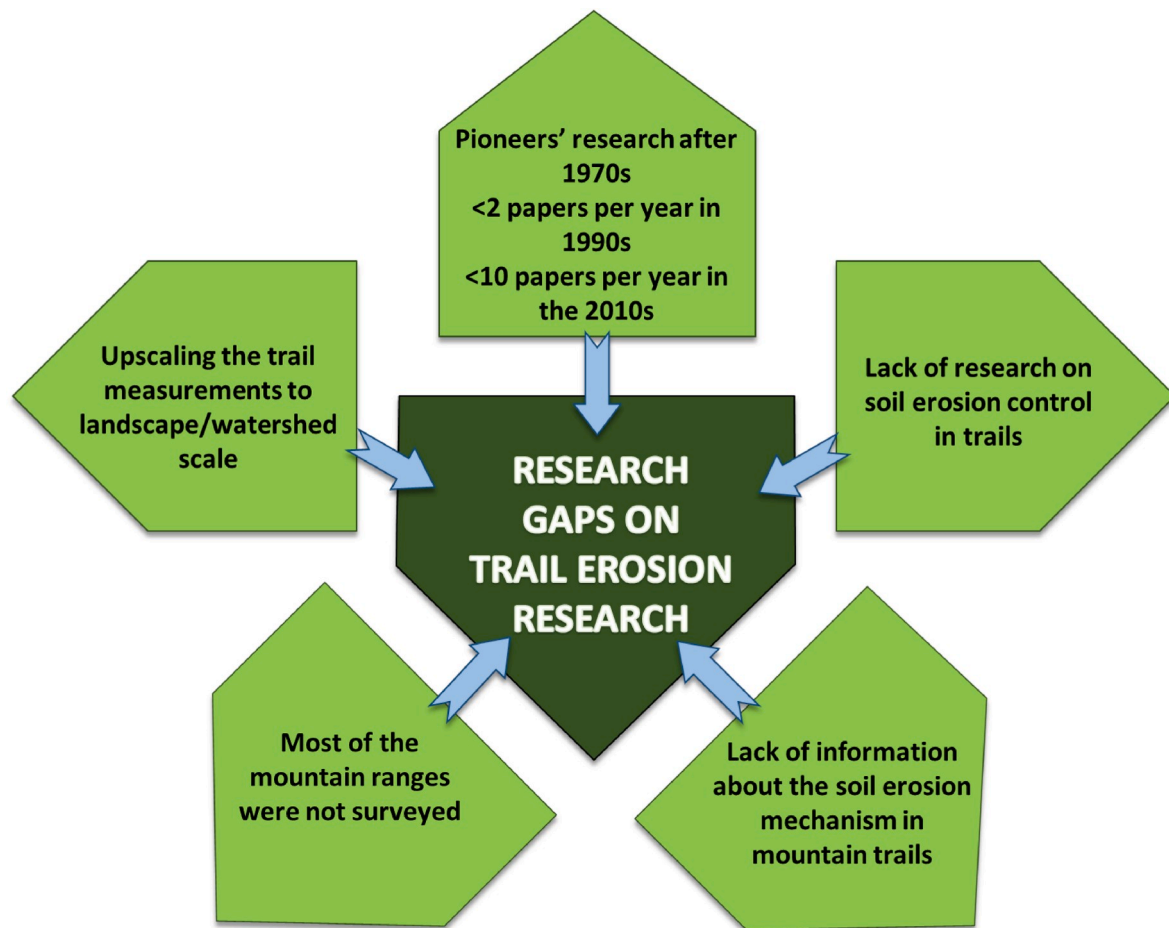 Pioneers’ research after
1970s
<2 papers per year in
1990s
<10 papers per year in
the 2010s
Upscaling the trail
measurements to
landscape/watershed
scale
Lack of research on
soil erosion control
in trails
RESEARCH
GAPS ON
TRAIL EROSION
RESEARCH
Most of the
mountain ranges
were not surveyed
Lack of information
about the soil erosion
mechanism in
mountain trails